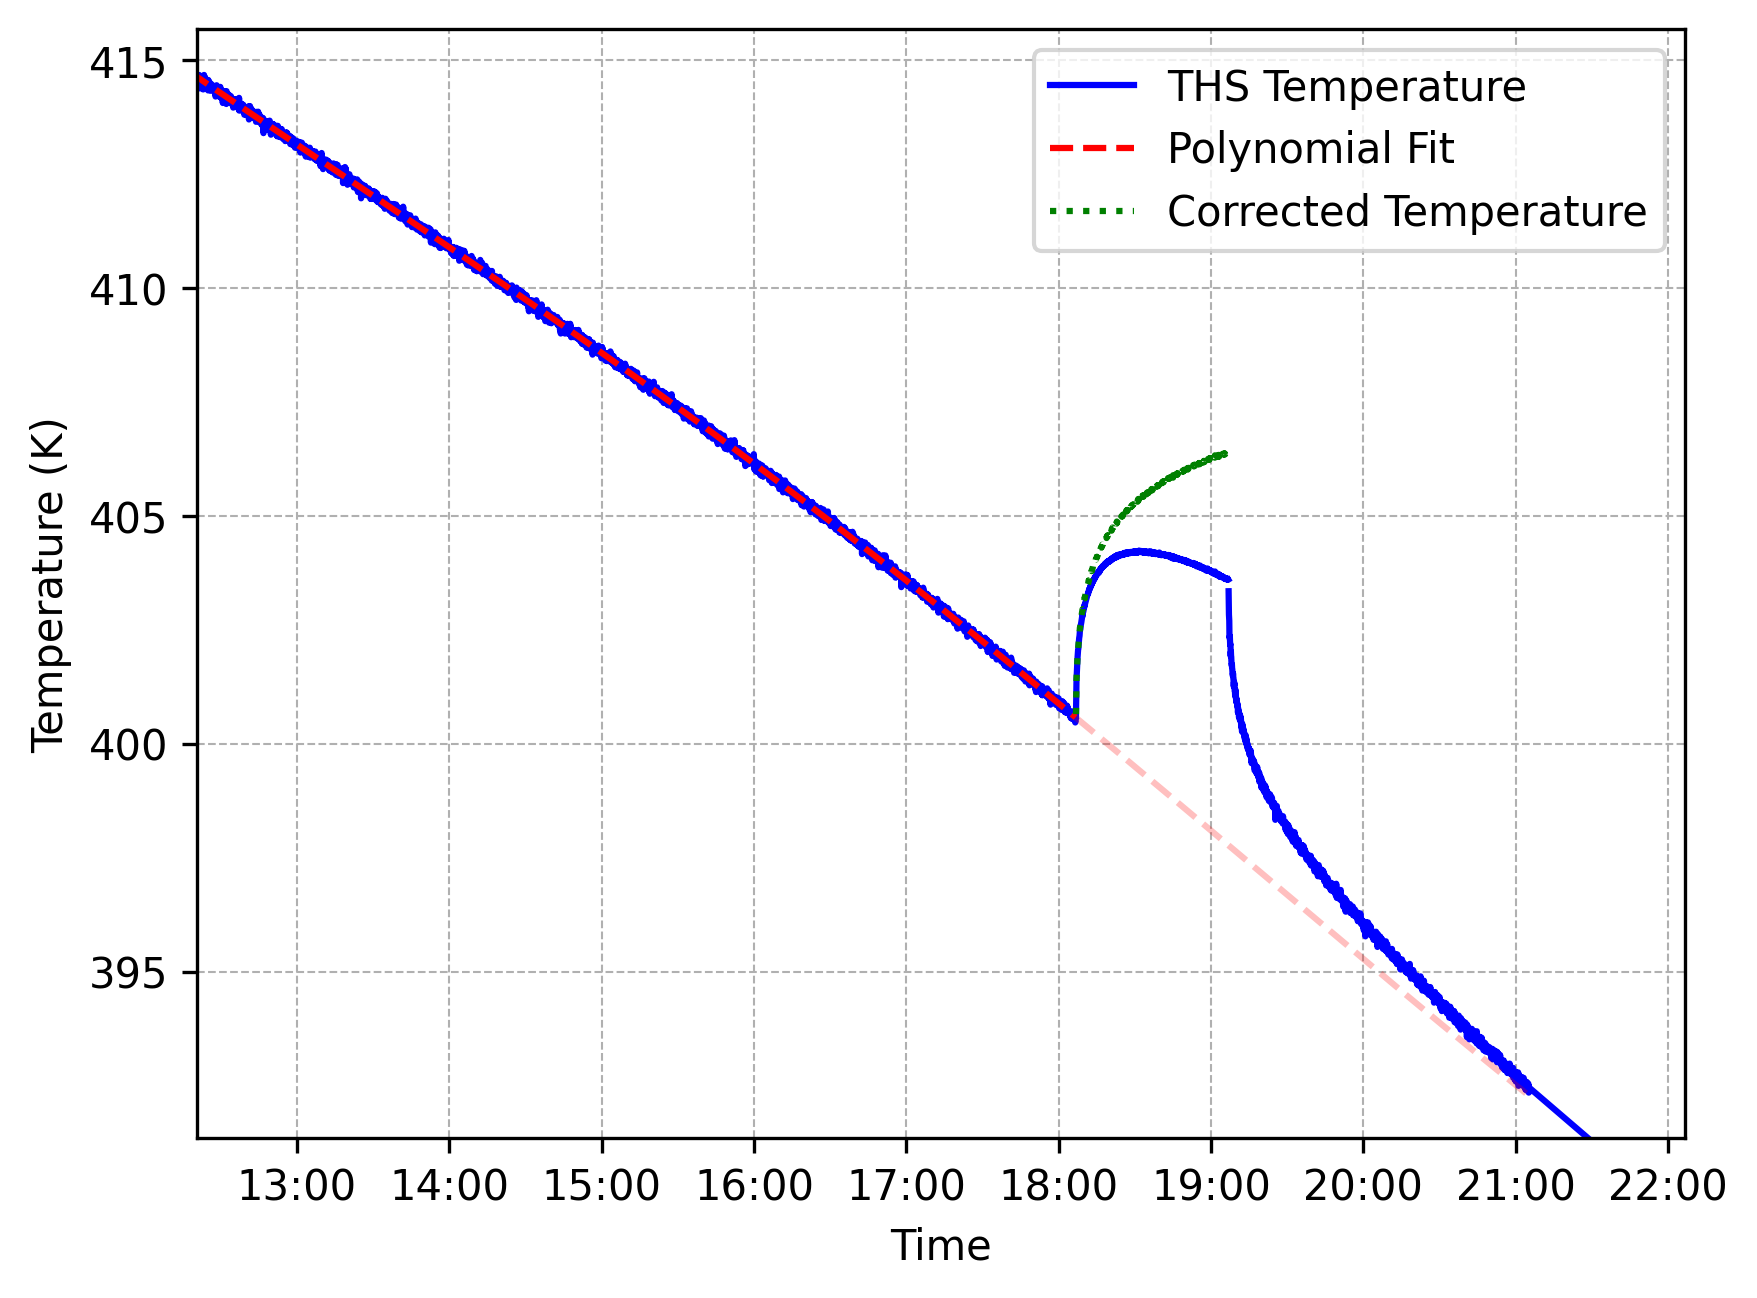 THS Temperature
Polynomial Fit
Corrected Temperature
415
410
405
400
395
Temperature (K)
13:00 14:00 15:00 16:00 17:00 18:00 19:00 20:00 21:00 22:00
Time